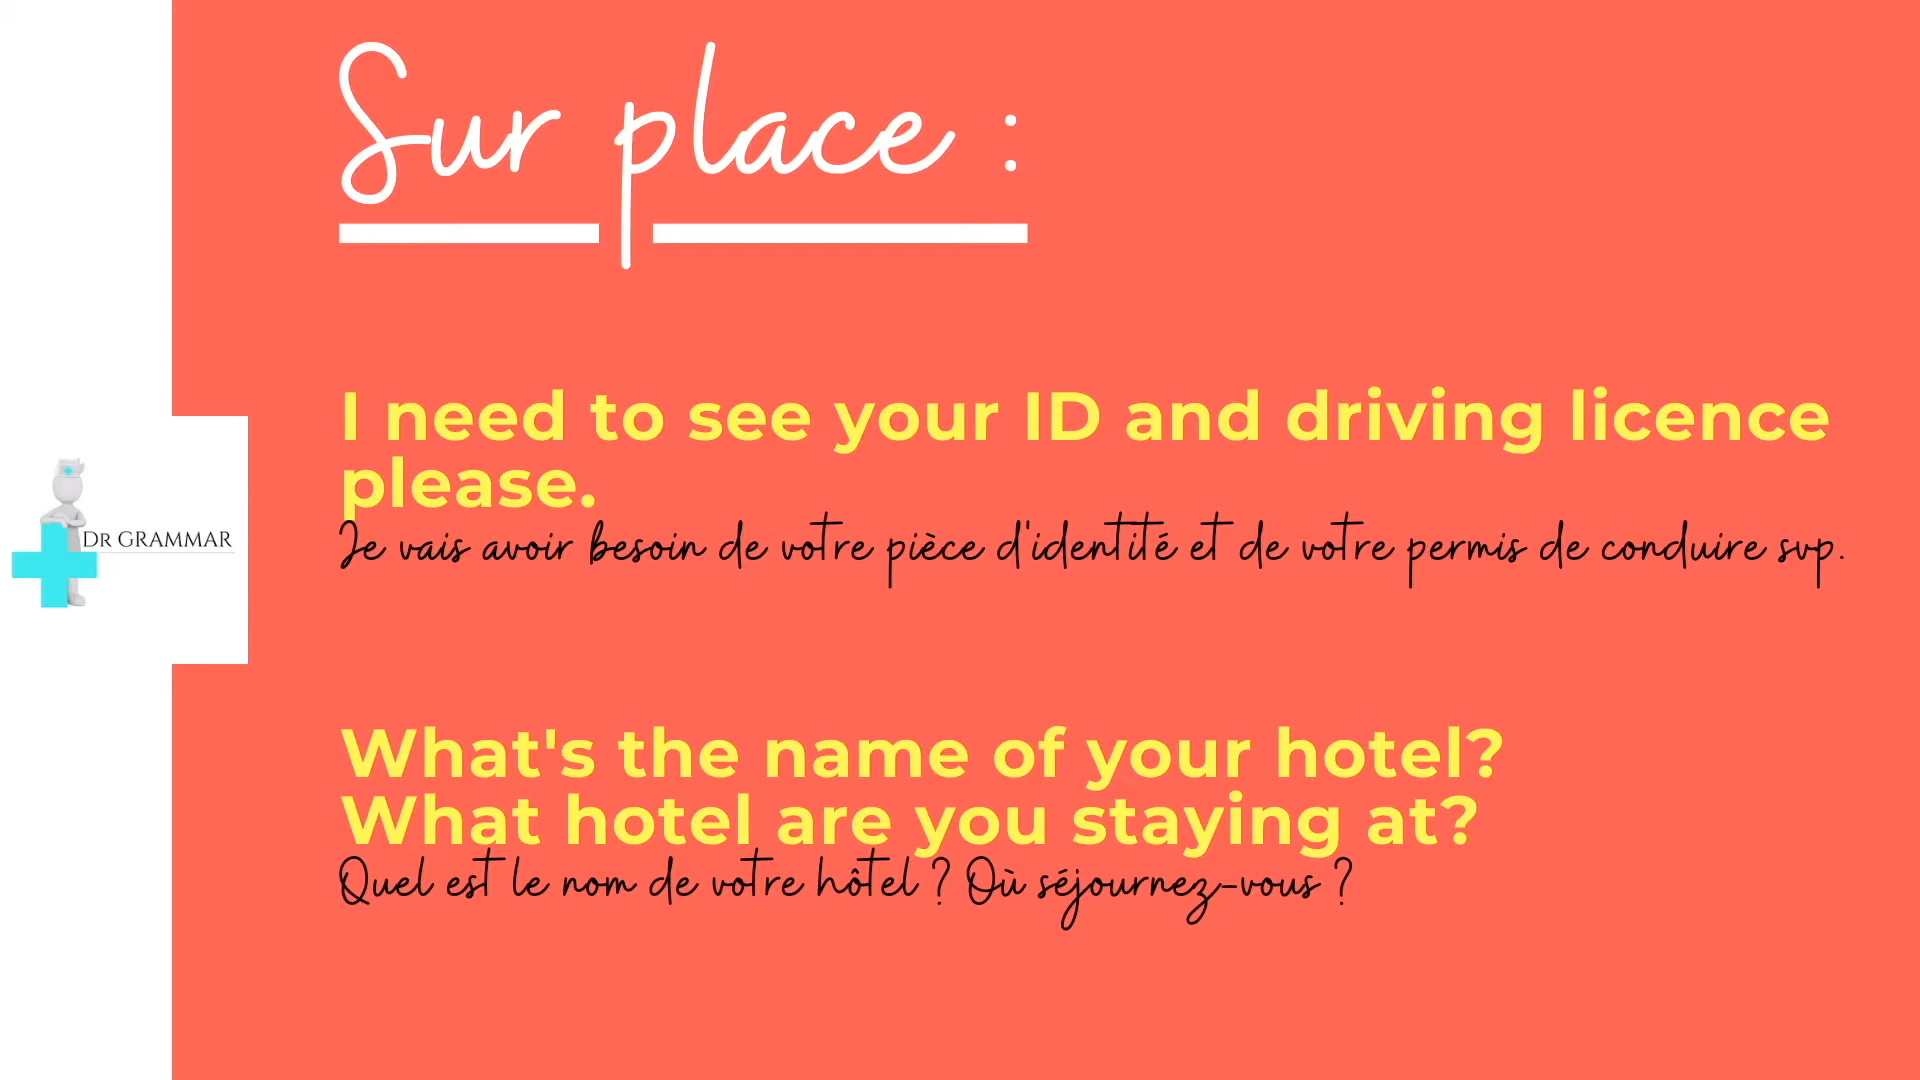 Sur place :
I need to see your ID and driving licence
please.
Je vais avoir besoin de votre pièce d'identité et de votre permis de conduire svp.
DR GRAMMAR
What's the name of your hotel?
What hotel are you staying at?
Quel est le nom de votre hôtel ? Où séjournez-vous ?